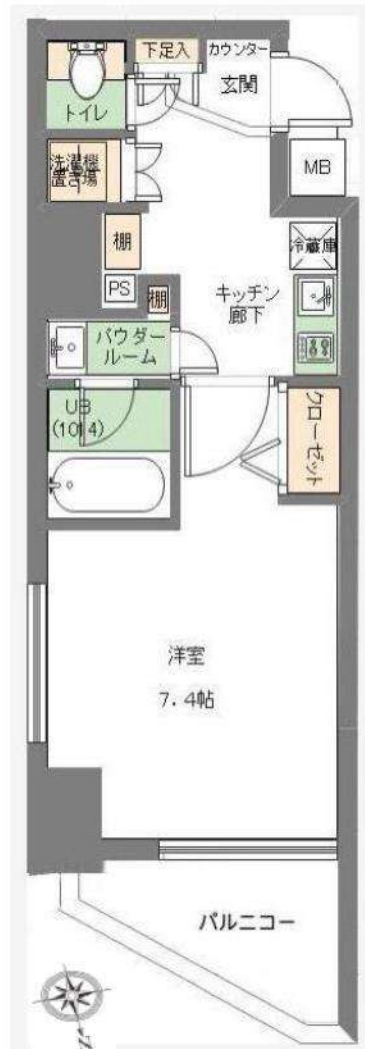 下足入
カウンター
玄関
トイレ
MB
洗濯機
置き場
棚
冷蔵庫
PS
棚
キッチン
廊下
パウダー
ルーム
UB
(1014)
クローゼット
洋室
7.4帖
バルニコー